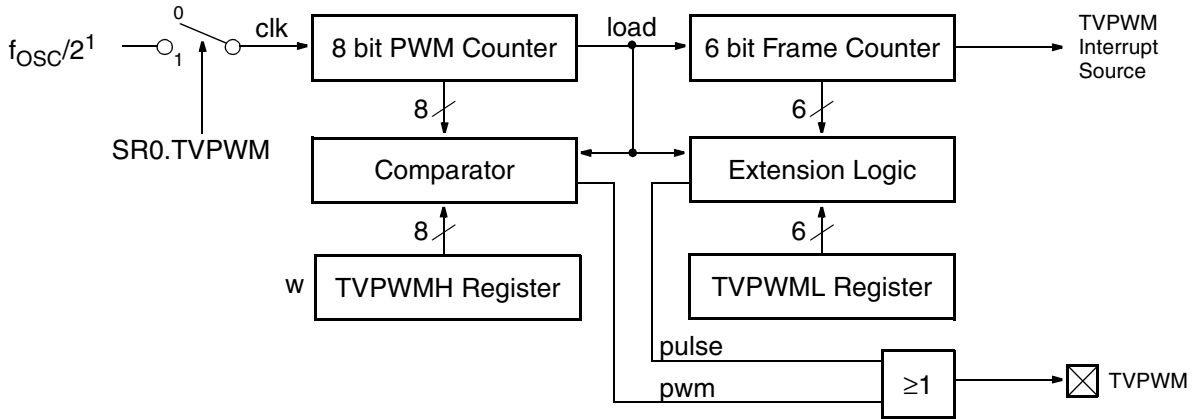 f_OSC/2^1
0
1
SR0.TVPWM
clk
8 bit PWM Counter
load
6 bit Frame Counter
TVPWM
Interrupt
Source
8
6
Comparator
Extension Logic
8
6
w
TVPWMH Register
TVPWML Register
pulse
pwm
≥1
TVPWM